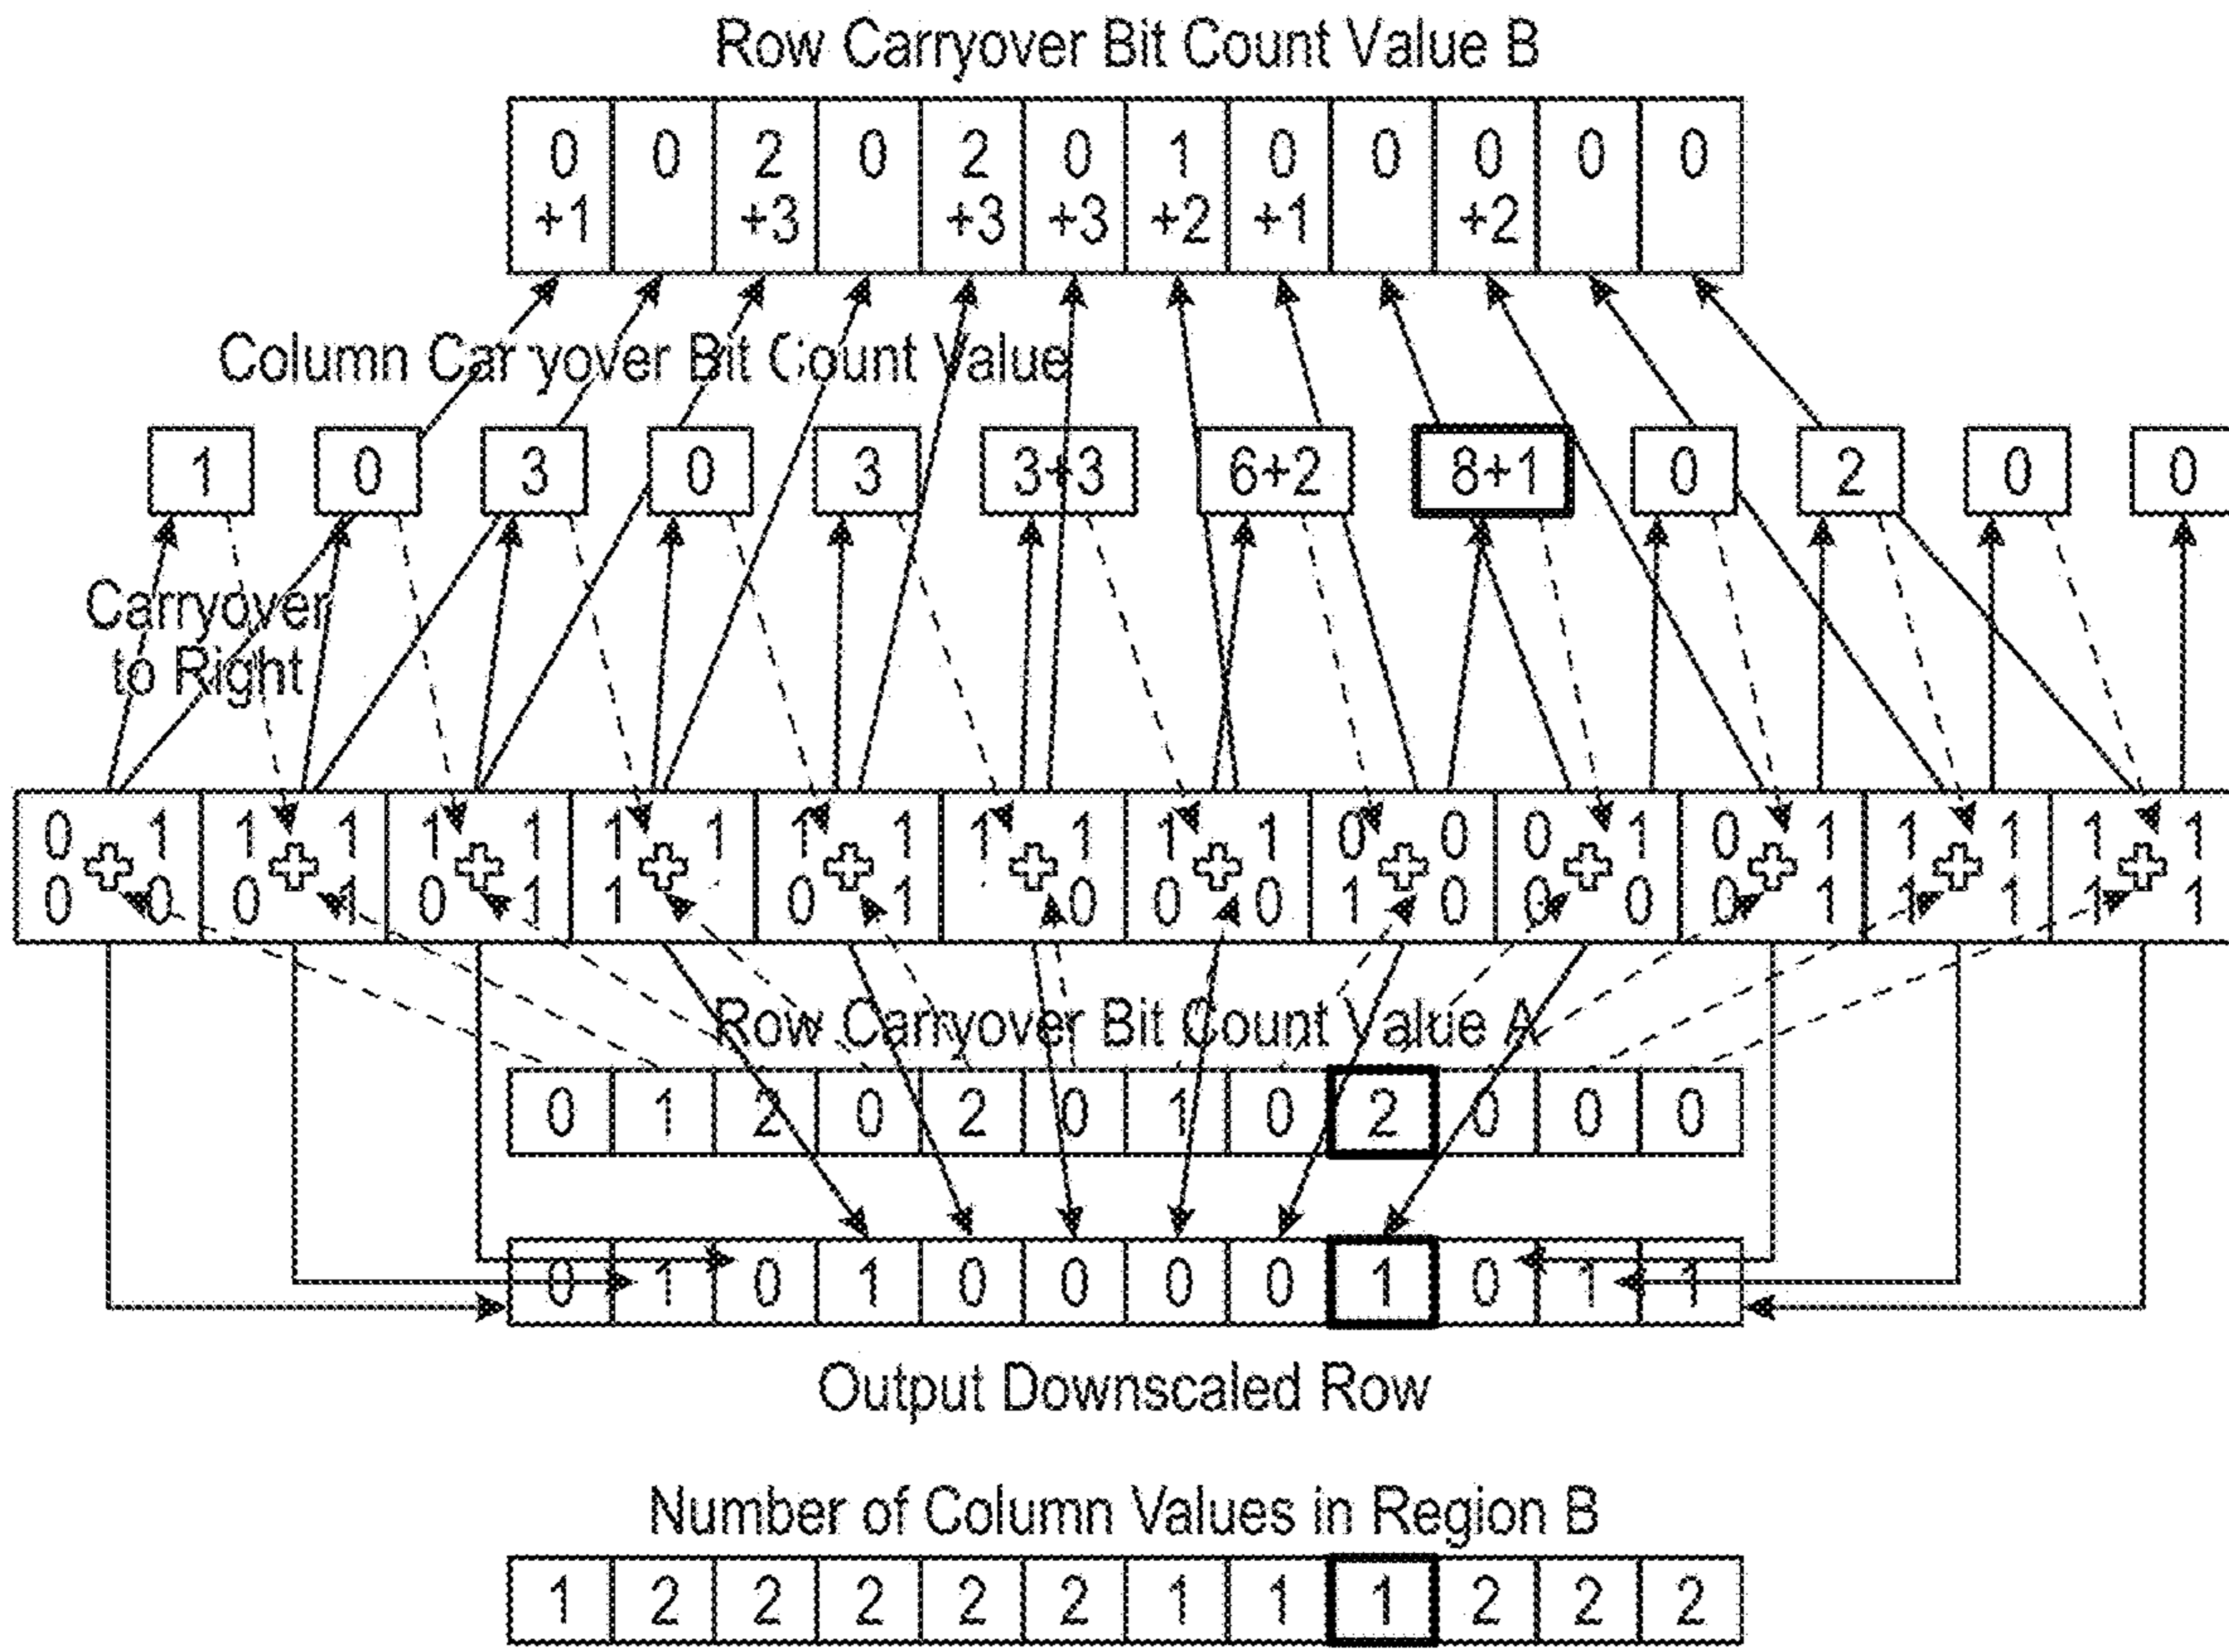 Row Carryover Bit Count Value B
0 0 2 0 2 0 1 0 0 0 0 0
+1 +3 +3 +3 +2 +1 +2
Column Carryover Bit Count Value
1 0 3 0 3 3+3 6+2 8+1 0 2 0 0
Carryover
to Right
0 1 1 1 1 1 1 1 1 1 1 1 1 1 0 0 0 1 0 1 1 1 1 1
0 0 0 1 0 1 1 0 1 0 0 0 1 0 0 0 0 1 1 1 1 1
Row Carryover Bit Count Value A
0 1 2 0 2 0 1 0 2 0 0 0
0 1 0 1 0 0 0 0 1 0 1 1
Output Downscaled Row
Number of Column Values in Region B
1 2 2 2 2 2 1 1 1 2 2 2